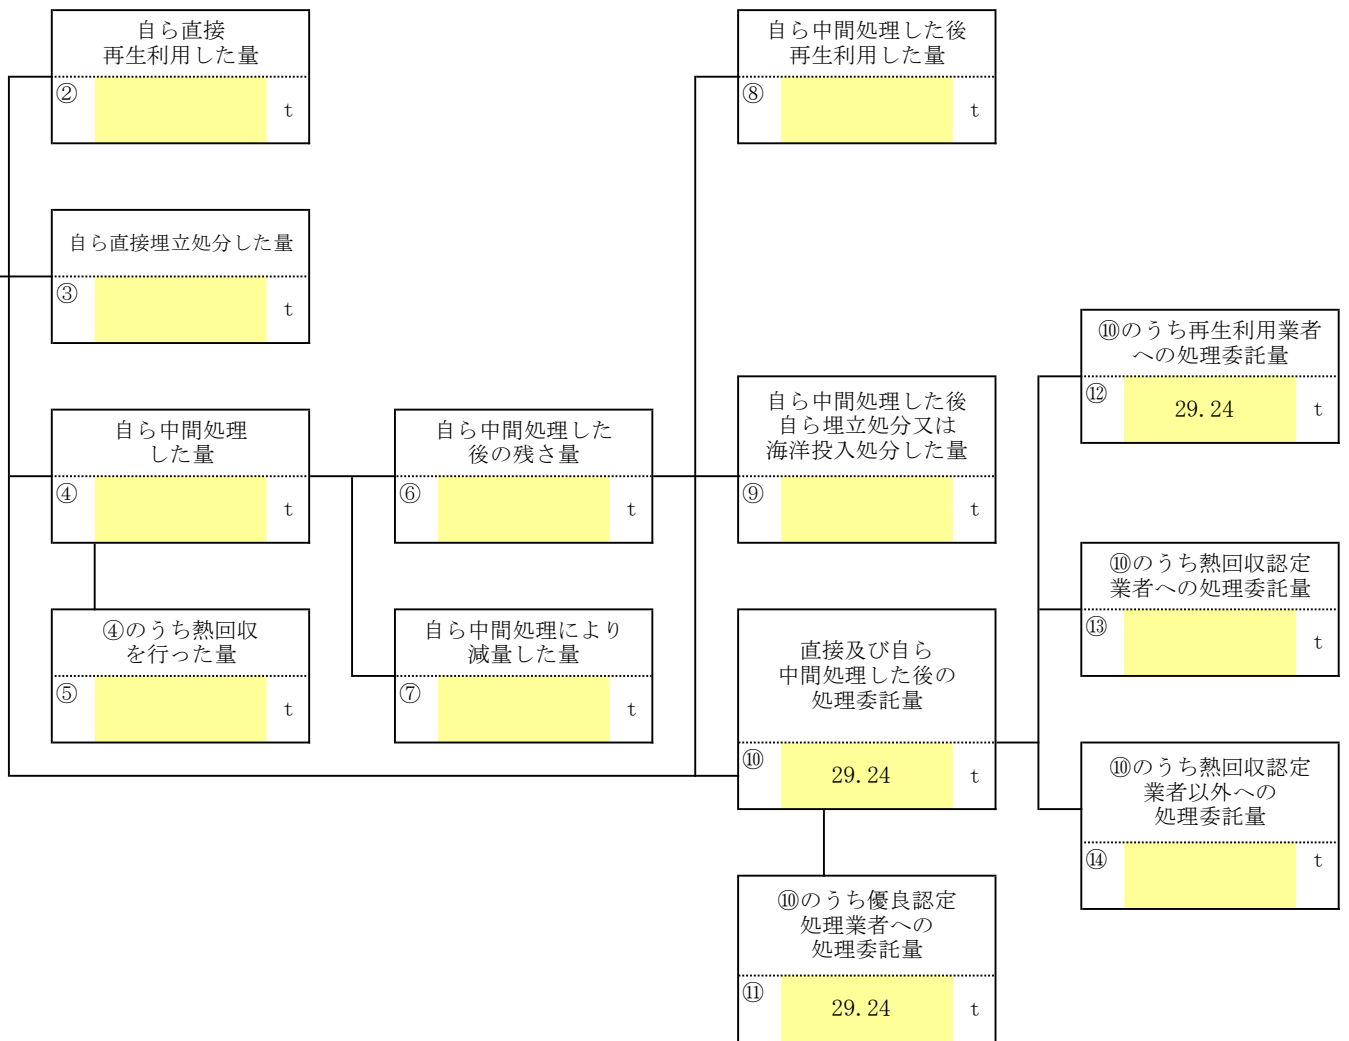 自ら直接
再生利用した量
② t
自ら中間処理した後
再生利用した量
⑧ t
自ら直接埋立処分した量
③ t
⑩のうち再生利用業者
への処理委託量
⑫ 29.24 t
自ら中間処理
した量
④ t
自ら中間処理した
後の残さ量
⑥ t
自ら中間処理した後
自ら埋立処分又は
海洋投入処分した量
⑨ t
⑩のうち熱回収認定
業者への処理委託量
⑬ t
④のうち熱回収
を行った量
⑤ t
自ら中間処理により
減量した量
⑦ t
直接及び自ら
中間処理した後の
処理委託量
⑩ 29.24 t
⑩のうち熱回収認定
業者以外への
処理委託量
⑭ t
⑩のうち優良認定
処理業者への
処理委託量
⑪ 29.24 t